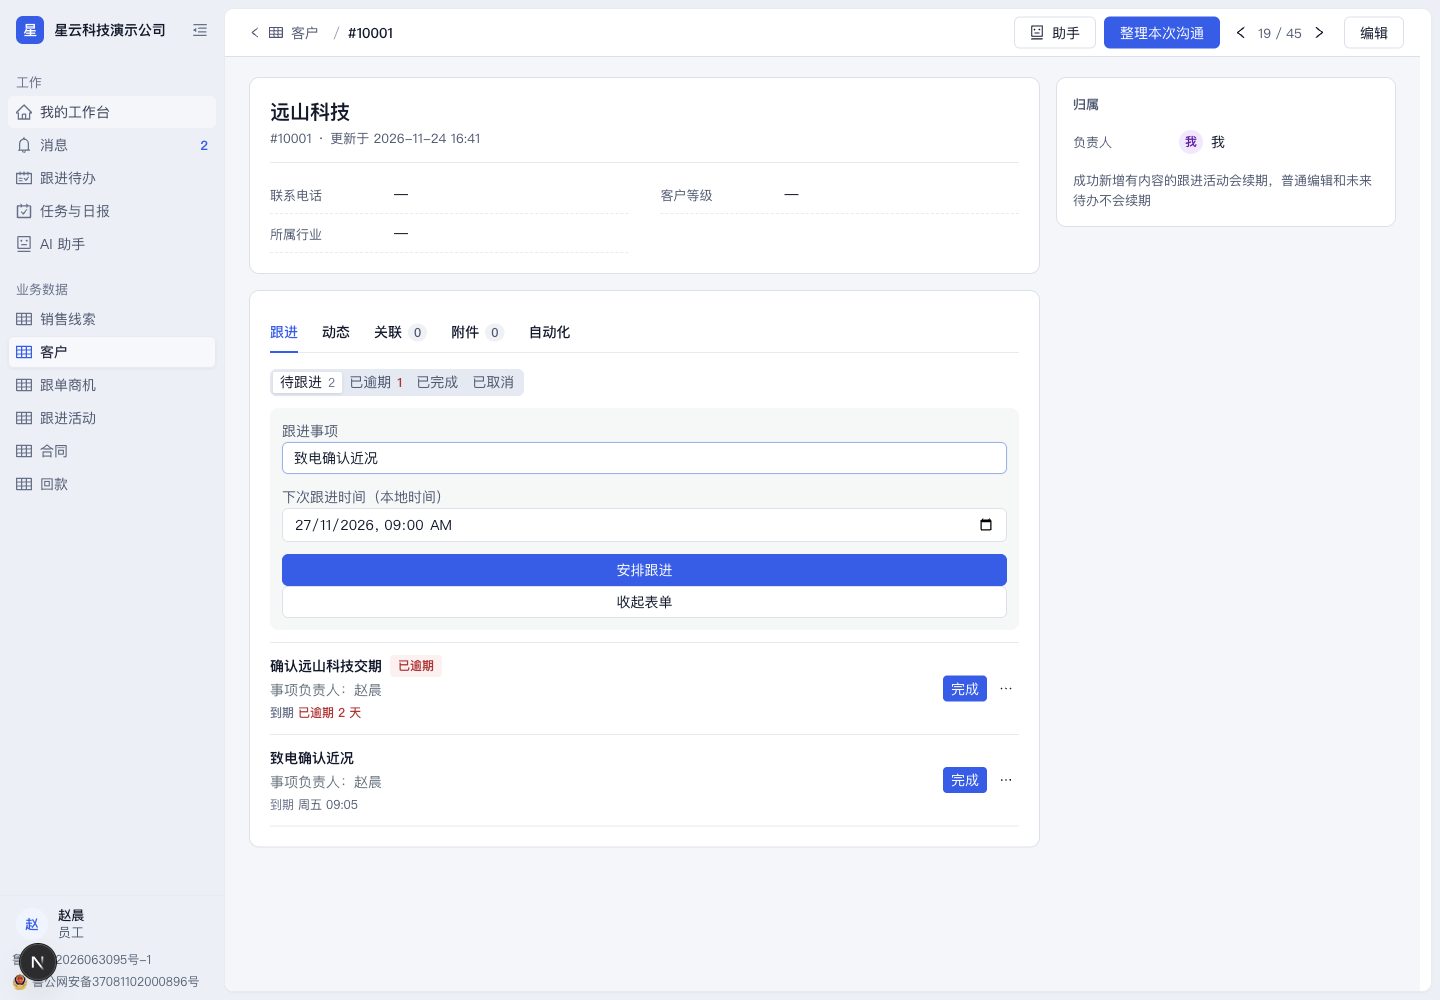 星 星云科技演示公司
工作
我的工作台
消息 2
跟进待办
任务与日报
AI 助手
业务数据
销售线索
客户
跟单商机
跟进活动
合同
回款
赵 赵晨
员工
2026063095号-1
鲁公网安备37081102000896号
客户 / #10001
助手 整理本次沟通 19 / 45 编辑
远山科技
#10001 · 更新于 2026-11-24 16:41
联系电话 — 客户等级 —
所属行业 —
跟进 动态 关联 0 附件 0 自动化
待跟进 2 已逾期 1 已完成 已取消
跟进事项
致电确认近况
下次跟进时间（本地时间）
27/11/2026, 09:00 AM
安排跟进
收起表单
确认远山科技交期 已逾期
事项负责人：赵晨
到期 已逾期 2 天
完成 ···
致电确认近况
事项负责人：赵晨
到期 周五 09:05
完成 ···
归属
负责人 我 我
成功新增有内容的跟进活动会续期，普通编辑和未来
待办不会续期